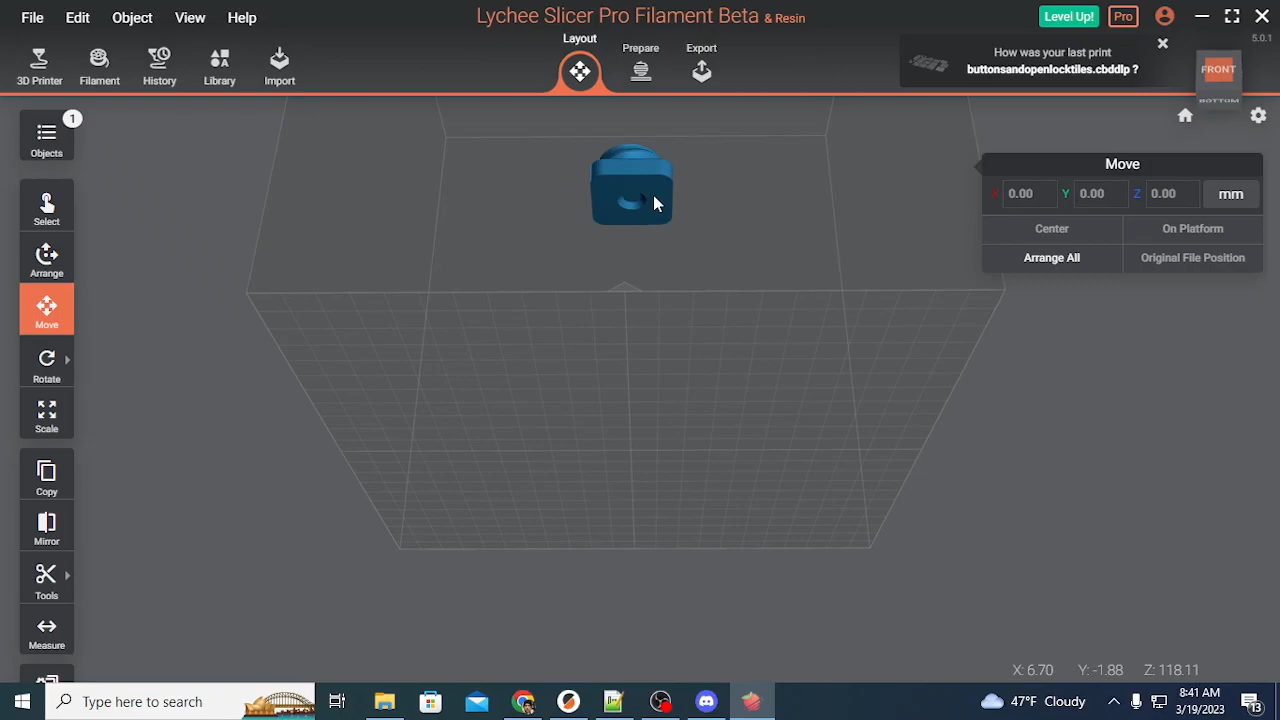 File Edit Object View Help
Lychee Slicer Pro Filament Beta & Resin
Level Up! Pro
5.0.1
3D Printer Filament History Library Import
Layout Prepare Export
How was your last print
buttonsandopenlocktiles.cbddlp ?
FRONT
BOTTOM
Objects 1
Select
Arrange
Move
Rotate
Scale
Copy
Mirror
Tools
Measure
Move
X 0.00 Y 0.00 Z 0.00 mm
Center On Platform
Arrange All Original File Position
X: 6.70 Y: -1.88 Z: 118.11
Type here to search
47°F Cloudy
8:41 AM
3/19/2023
13